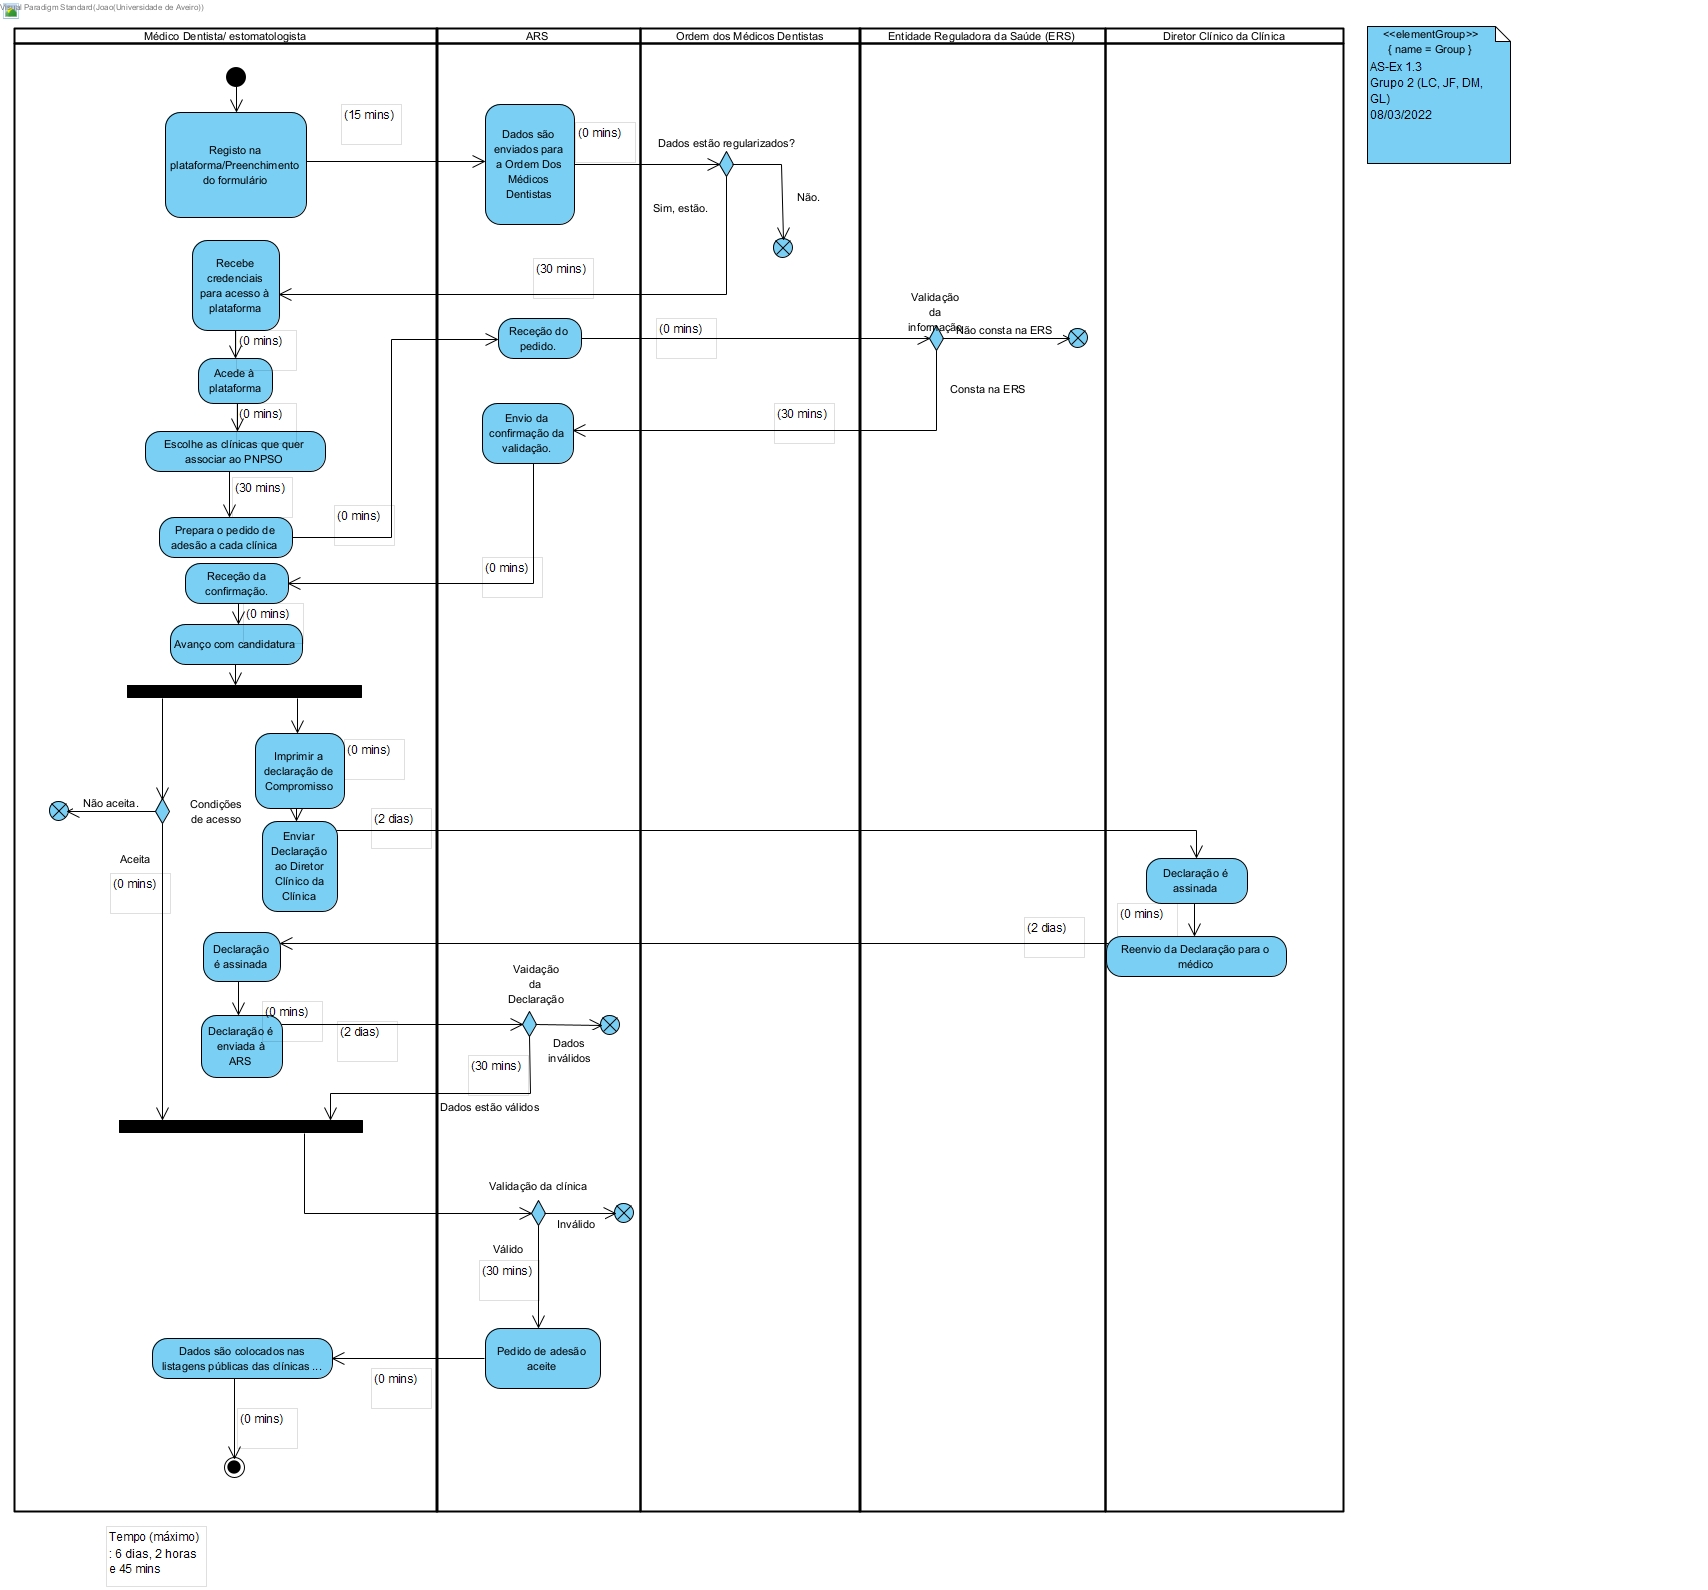 Visual Paradigm Standard(Joao(Universidade de Aveiro))
Médico Dentista/ estomatologista
ARS
Ordem dos Médicos Dentistas
Entidade Reguladora da Saúde (ERS)
Diretor Clínico da Clínica
<<elementGroup>>
{ name = Group }
AS-Ex 1.3
Grupo 2 (LC, JF, DM,
GL)
08/03/2022
Registo na
plataforma/Preenchimento
do formulário
(15 mins)
Dados são
enviados para
a Ordem Dos
Médicos
Dentistas
(0 mins)
Dados estão regularizados?
Não.
Sim, estão.
Recebe
credenciais
para acesso à
plataforma
(30 mins)
(0 mins)
Receção do
pedido.
(0 mins)
Validação
da
informação
Não consta na ERS
Consta na ERS
Acede à
plataforma
(0 mins)
Envio da
confirmação da
validação.
(30 mins)
Escolhe as clínicas que quer
associar ao PNPSO
(30 mins)
Prepara o pedido de
adesão a cada clínica
(0 mins)
Receção da
confirmação.
(0 mins)
(0 mins)
Avanço com candidatura
Imprimir a
declaração de
Compromisso
(0 mins)
Não aceita.
Condições
de acesso
Aceita
(0 mins)
Enviar
Declaração
ao Diretor
Clínico da
Clínica
(2 dias)
Declaração é
assinada
(0 mins)
Reenvio da Declaração para o
médico
(2 dias)
Declaração
é assinada
(0 mins)
Declaração é
enviada à
ARS
(2 dias)
Vaidação
da
Declaração
Dados
inválidos
(30 mins)
Dados estão válidos
Validação da clínica
Inválido
Válido
(30 mins)
Pedido de adesão
aceite
(0 mins)
Dados são colocados nas
listagens públicas das clínicas ...
(0 mins)
Tempo (máximo)
: 6 dias, 2 horas
e 45 mins